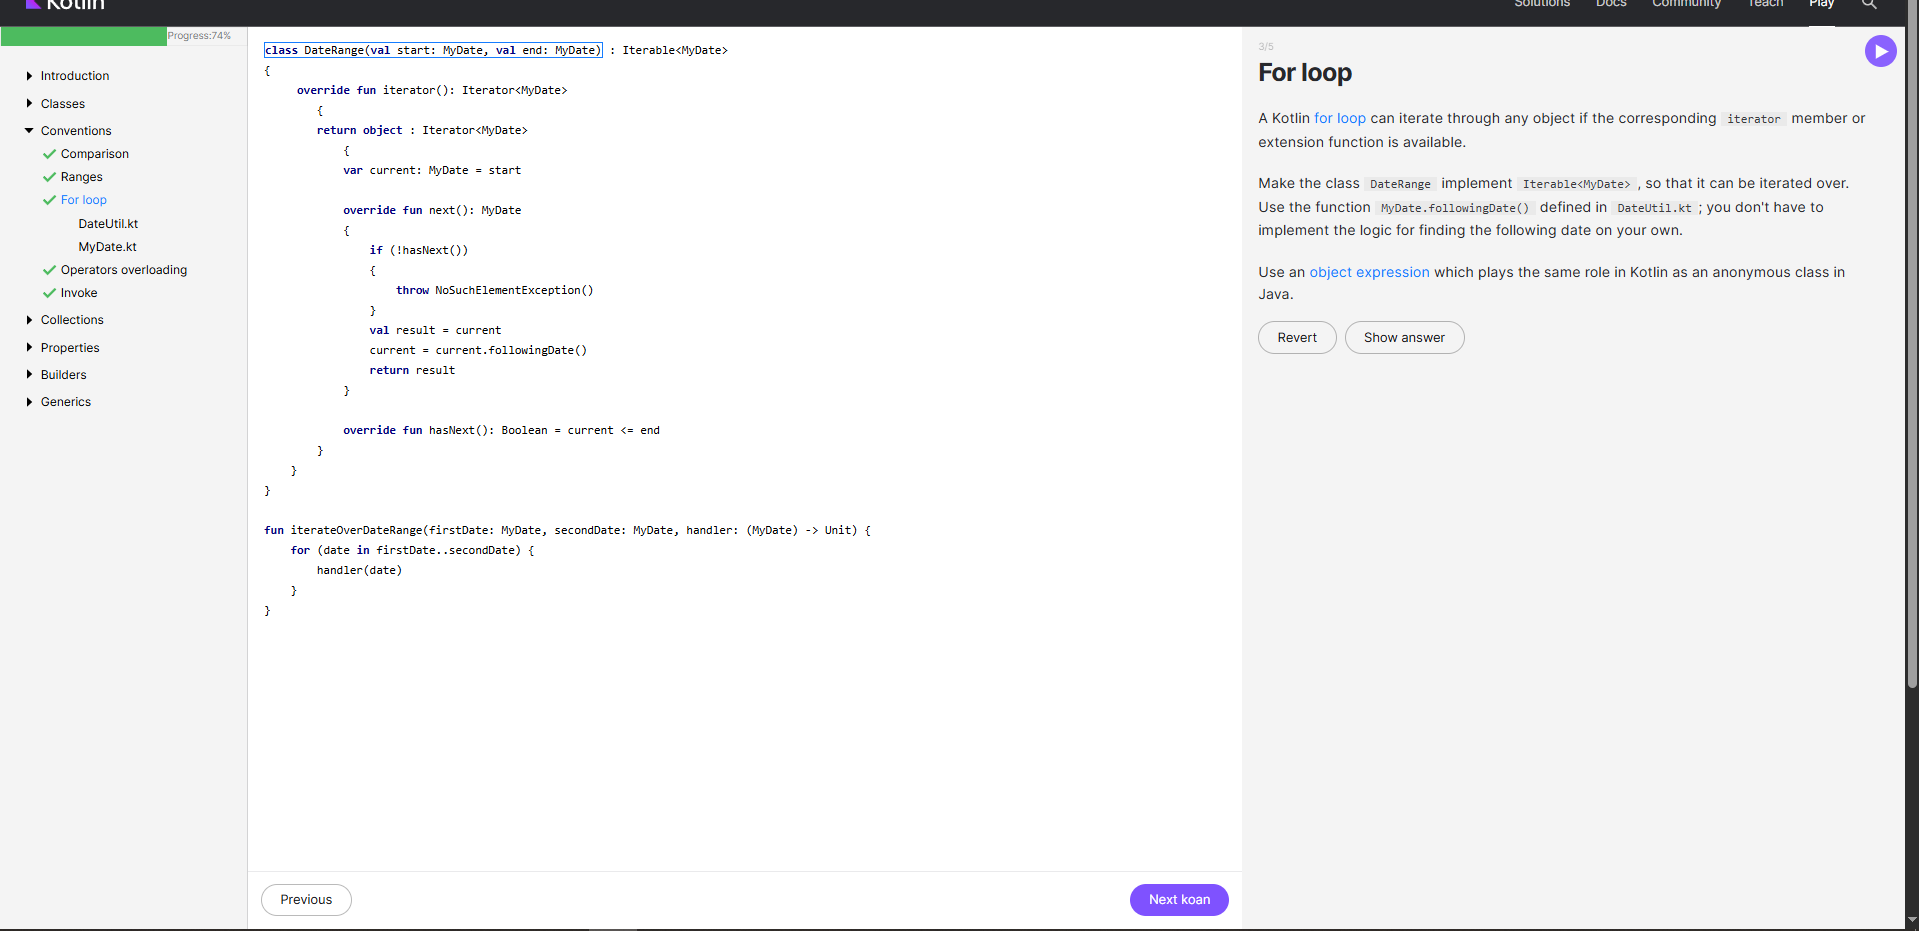 Kotlin
Solutions Docs Community Teach Play
Progress:74%
Introduction
Classes
Conventions
Comparison
Ranges
For loop
DateUtil.kt
MyDate.kt
Operators overloading
Invoke
Collections
Properties
Builders
Generics
class DateRange(val start: MyDate, val end: MyDate) : Iterable<MyDate>
{
override fun iterator(): Iterator<MyDate>
{
return object : Iterator<MyDate>
{
var current: MyDate = start
override fun next(): MyDate
{
if (!hasNext())
{
throw NoSuchElementException()
}
val result = current
current = current.followingDate()
return result
}
override fun hasNext(): Boolean = current <= end
}
}
}
fun iterateOverDateRange(firstDate: MyDate, secondDate: MyDate, handler: (MyDate) -> Unit) {
for (date in firstDate..secondDate) {
handler(date)
}
}
Previous
Next koan
3/5
For loop
A Kotlin for loop can iterate through any object if the corresponding iterator member or
extension function is available.
Make the class DateRange implement Iterable<MyDate> , so that it can be iterated over.
Use the function MyDate.followingDate() defined in DateUtil.kt ; you don't have to
implement the logic for finding the following date on your own.
Use an object expression which plays the same role in Kotlin as an anonymous class in
Java.
Revert
Show answer